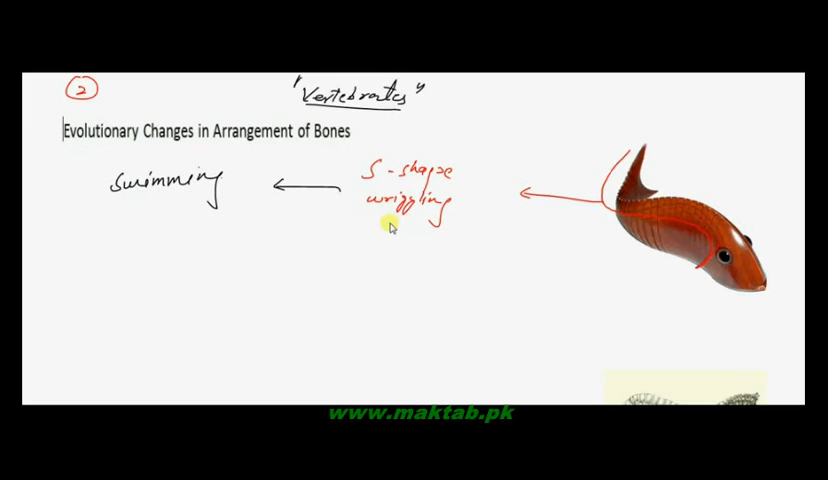 2
"Vertebrates"
Evolutionary Changes in Arrangement of Bones
Swimming
S-shape
wriggling
www.maktab.pk